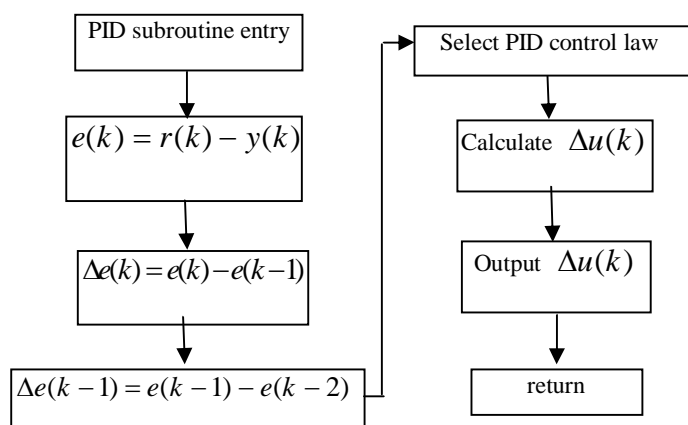 PID subroutine entry
e(k) = r(k) − y(k)
Δe(k) = e(k) − e(k−1)
Δe(k − 1) = e(k − 1) − e(k − 2)
Select PID control law
Calculate Δu(k)
Output Δu(k)
return